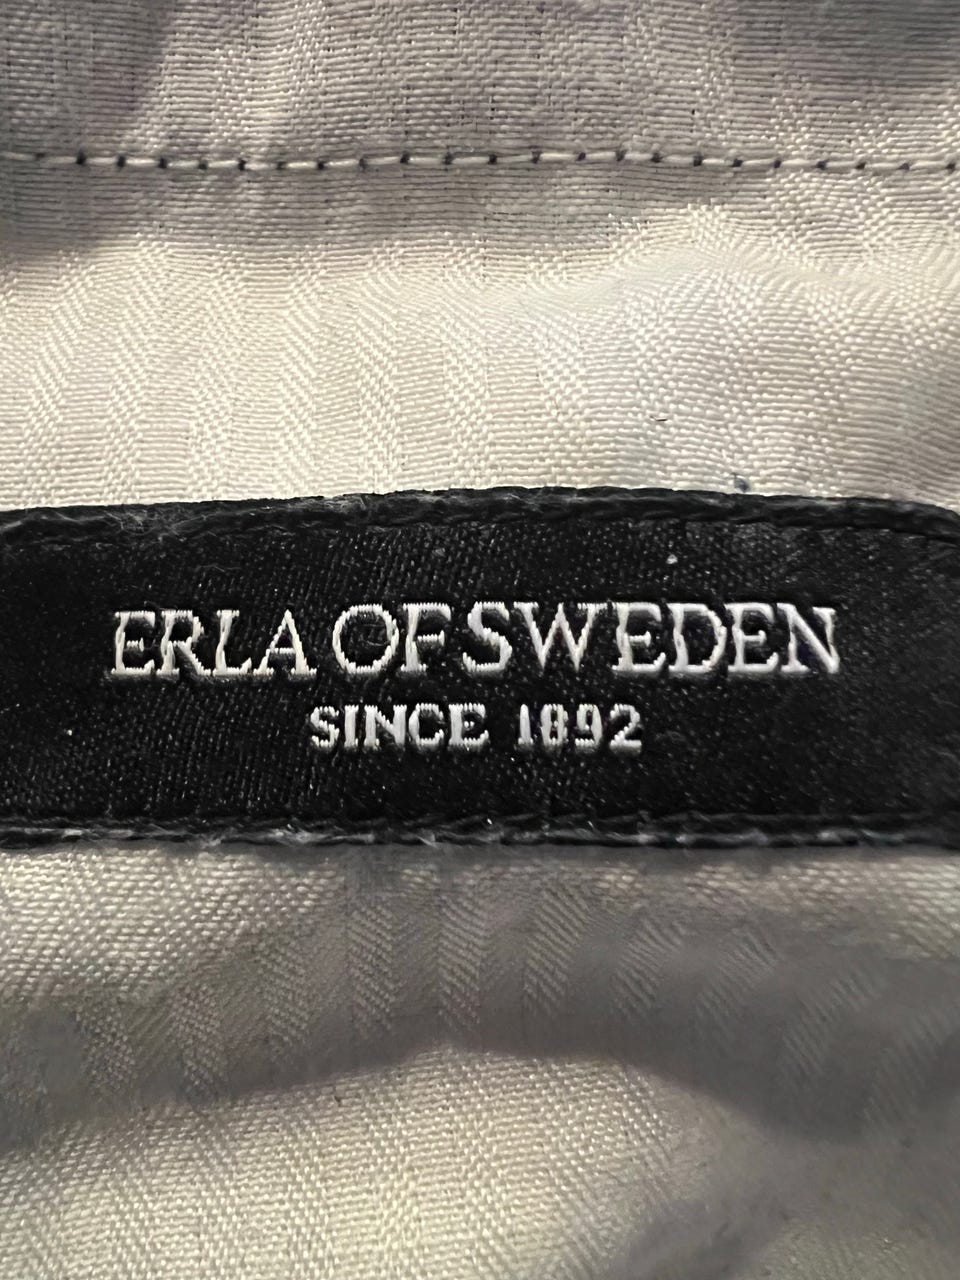 ERLA OF SWEDEN
SINCE 1892